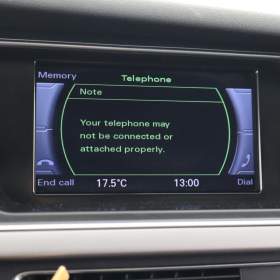 Memory
Telephone
Note
Your telephone may
not be connected or
attached properly.
End call
17.5°C
13:00
Dial